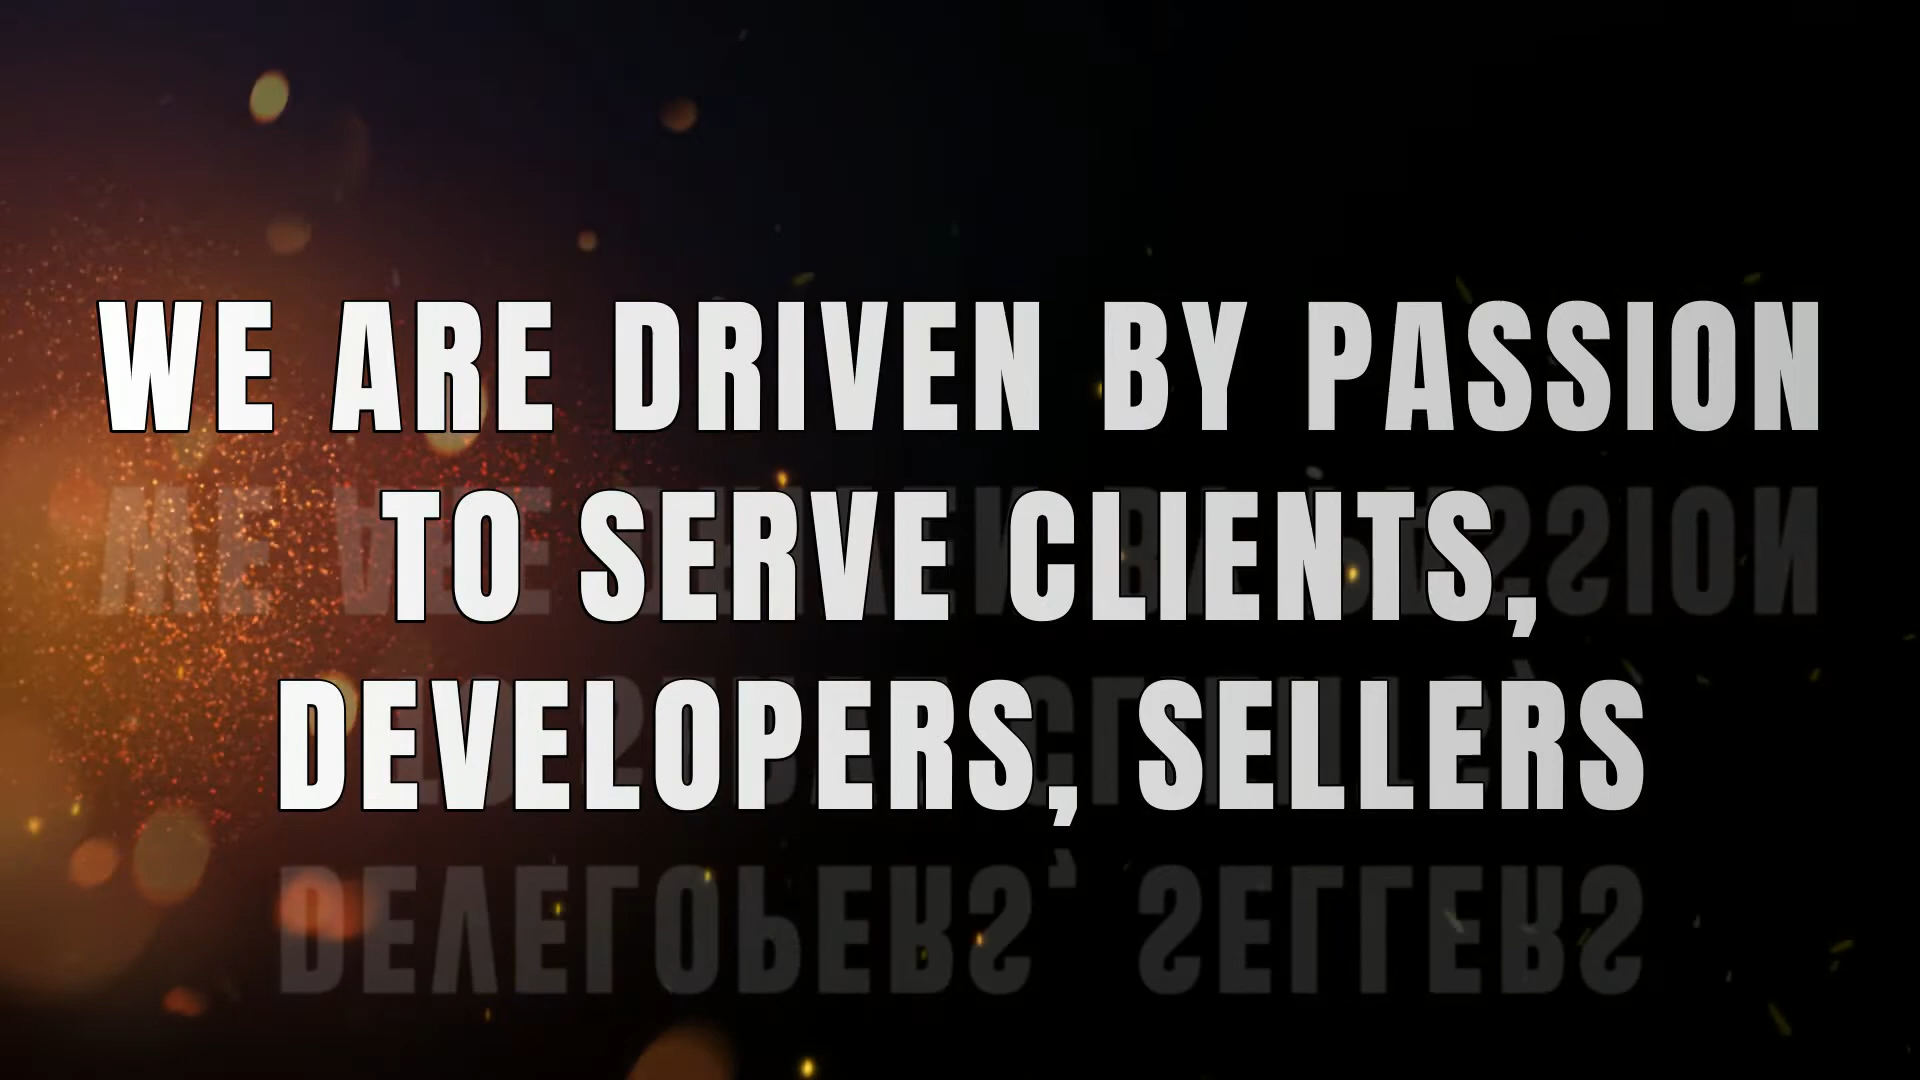 WE ARE DRIVEN BY PASSION
TO SERVE CLIENTS,
DEVELOPERS, SELLERS